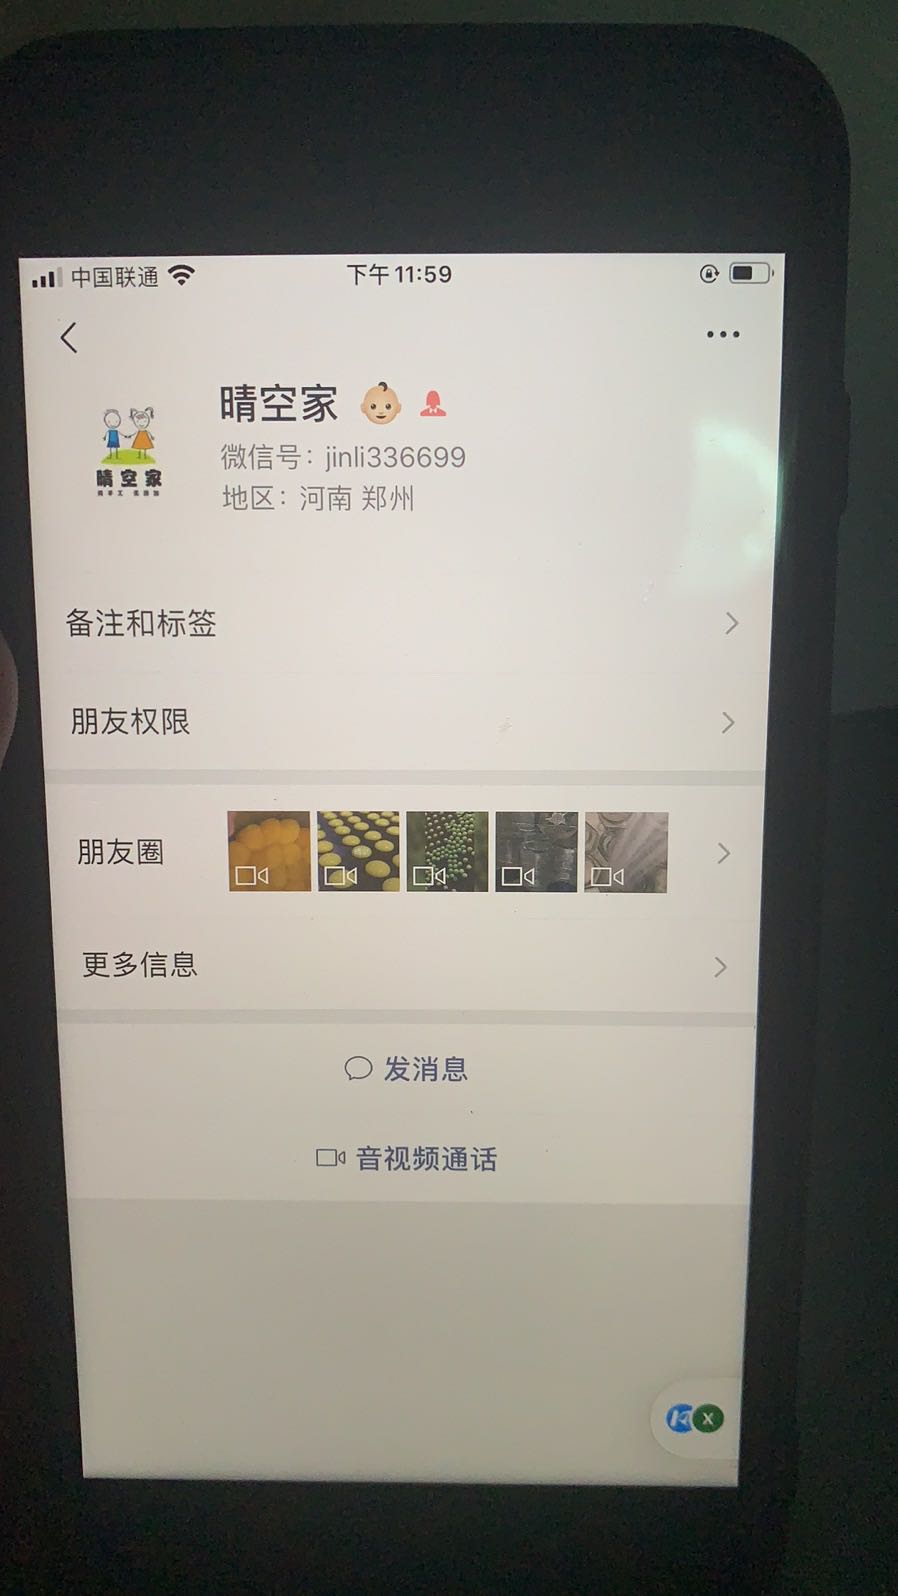 中国联通
下午11:59
晴空家
微信号：jinli336699
地区：河南 郑州
晴空家
备注和标签
朋友权限
朋友圈
更多信息
发消息
音视频通话
X